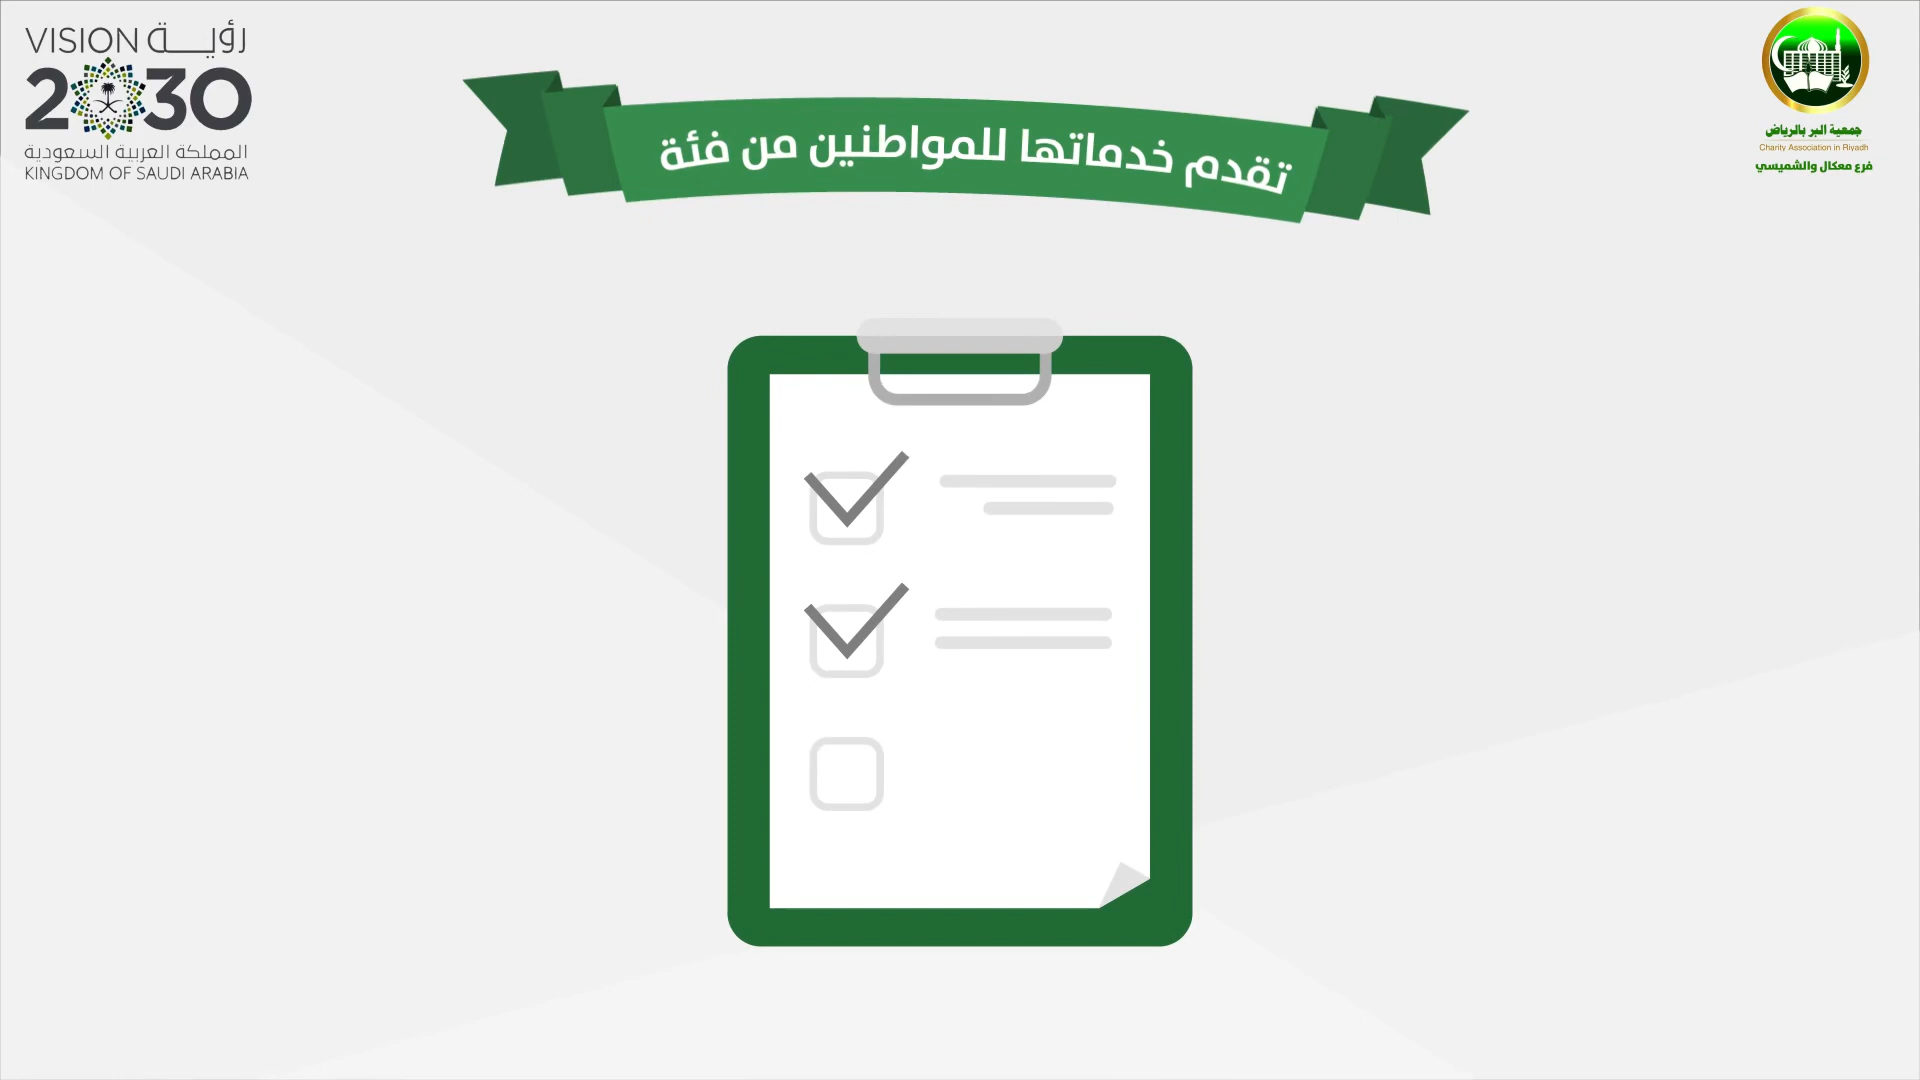 VISION رؤيـــة
2030
المملكة العربية السعودية
KINGDOM OF SAUDI ARABIA
تقدم خدماتها للمواطنين من فئة
جمعية البر بالرياض
Charity Association in Riyadh
فرع معكال والشميسي